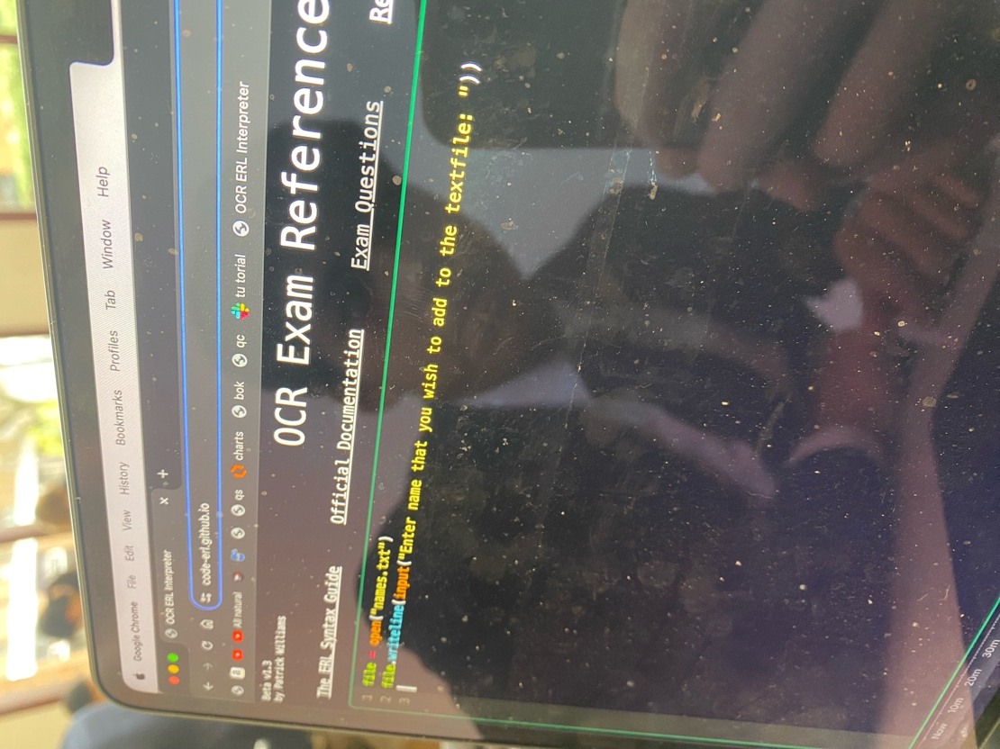 Google Chrome File Edit View History Bookmarks Profiles Tab Window Help
OCR ERL Interpreter × +
code-erl.github.io
All natural qs charts bok qc tu torial OCR ERL Interpreter
Beta v1.3
by Patrick Willians
OCR Exam Reference
The ERL Syntax Guide Official Documentation Exam Questions Re
1 file = open("names.txt")
2 file.writeline(input("Enter name that you wish to add to the textfile: "))
3
Now 10m 20m 30m